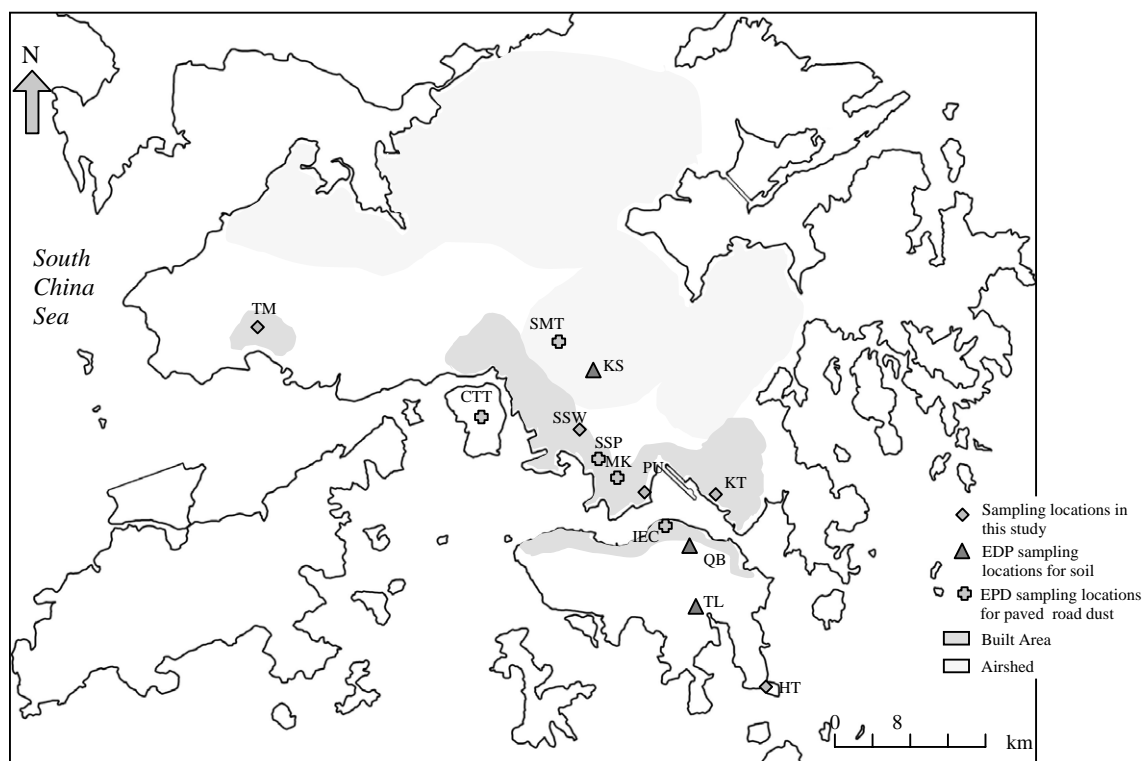 N
South
China
Sea
TM
SMT
KS
CTT
SSW
SSP
MK
PU
KT
IEC
QB
TL
HT
Sampling locations in
this study
EDP sampling
locations for soil
EPD sampling locations
for paved road dust
Built Area
Airshed
0 8
km